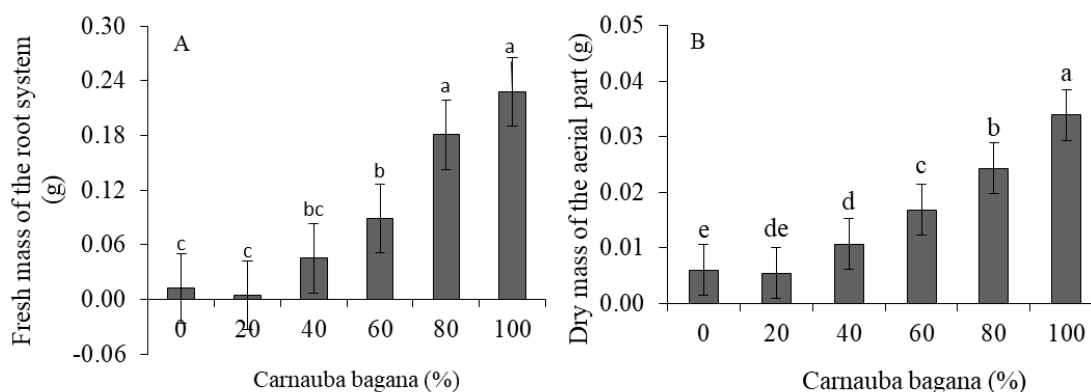 A
Fresh mass of the root system
(g)
0.30
0.24
0.18
0.12
0.06
0.00
-0.06
c
c
bc
b
a
a
0 20 40 60 80 100
Carnauba bagana (%)
B
Dry mass of the aerial part (g)
0.05
0.04
0.03
0.02
0.01
0.00
e
de
d
c
b
a
0 20 40 60 80 100
Carnauba bagana (%)